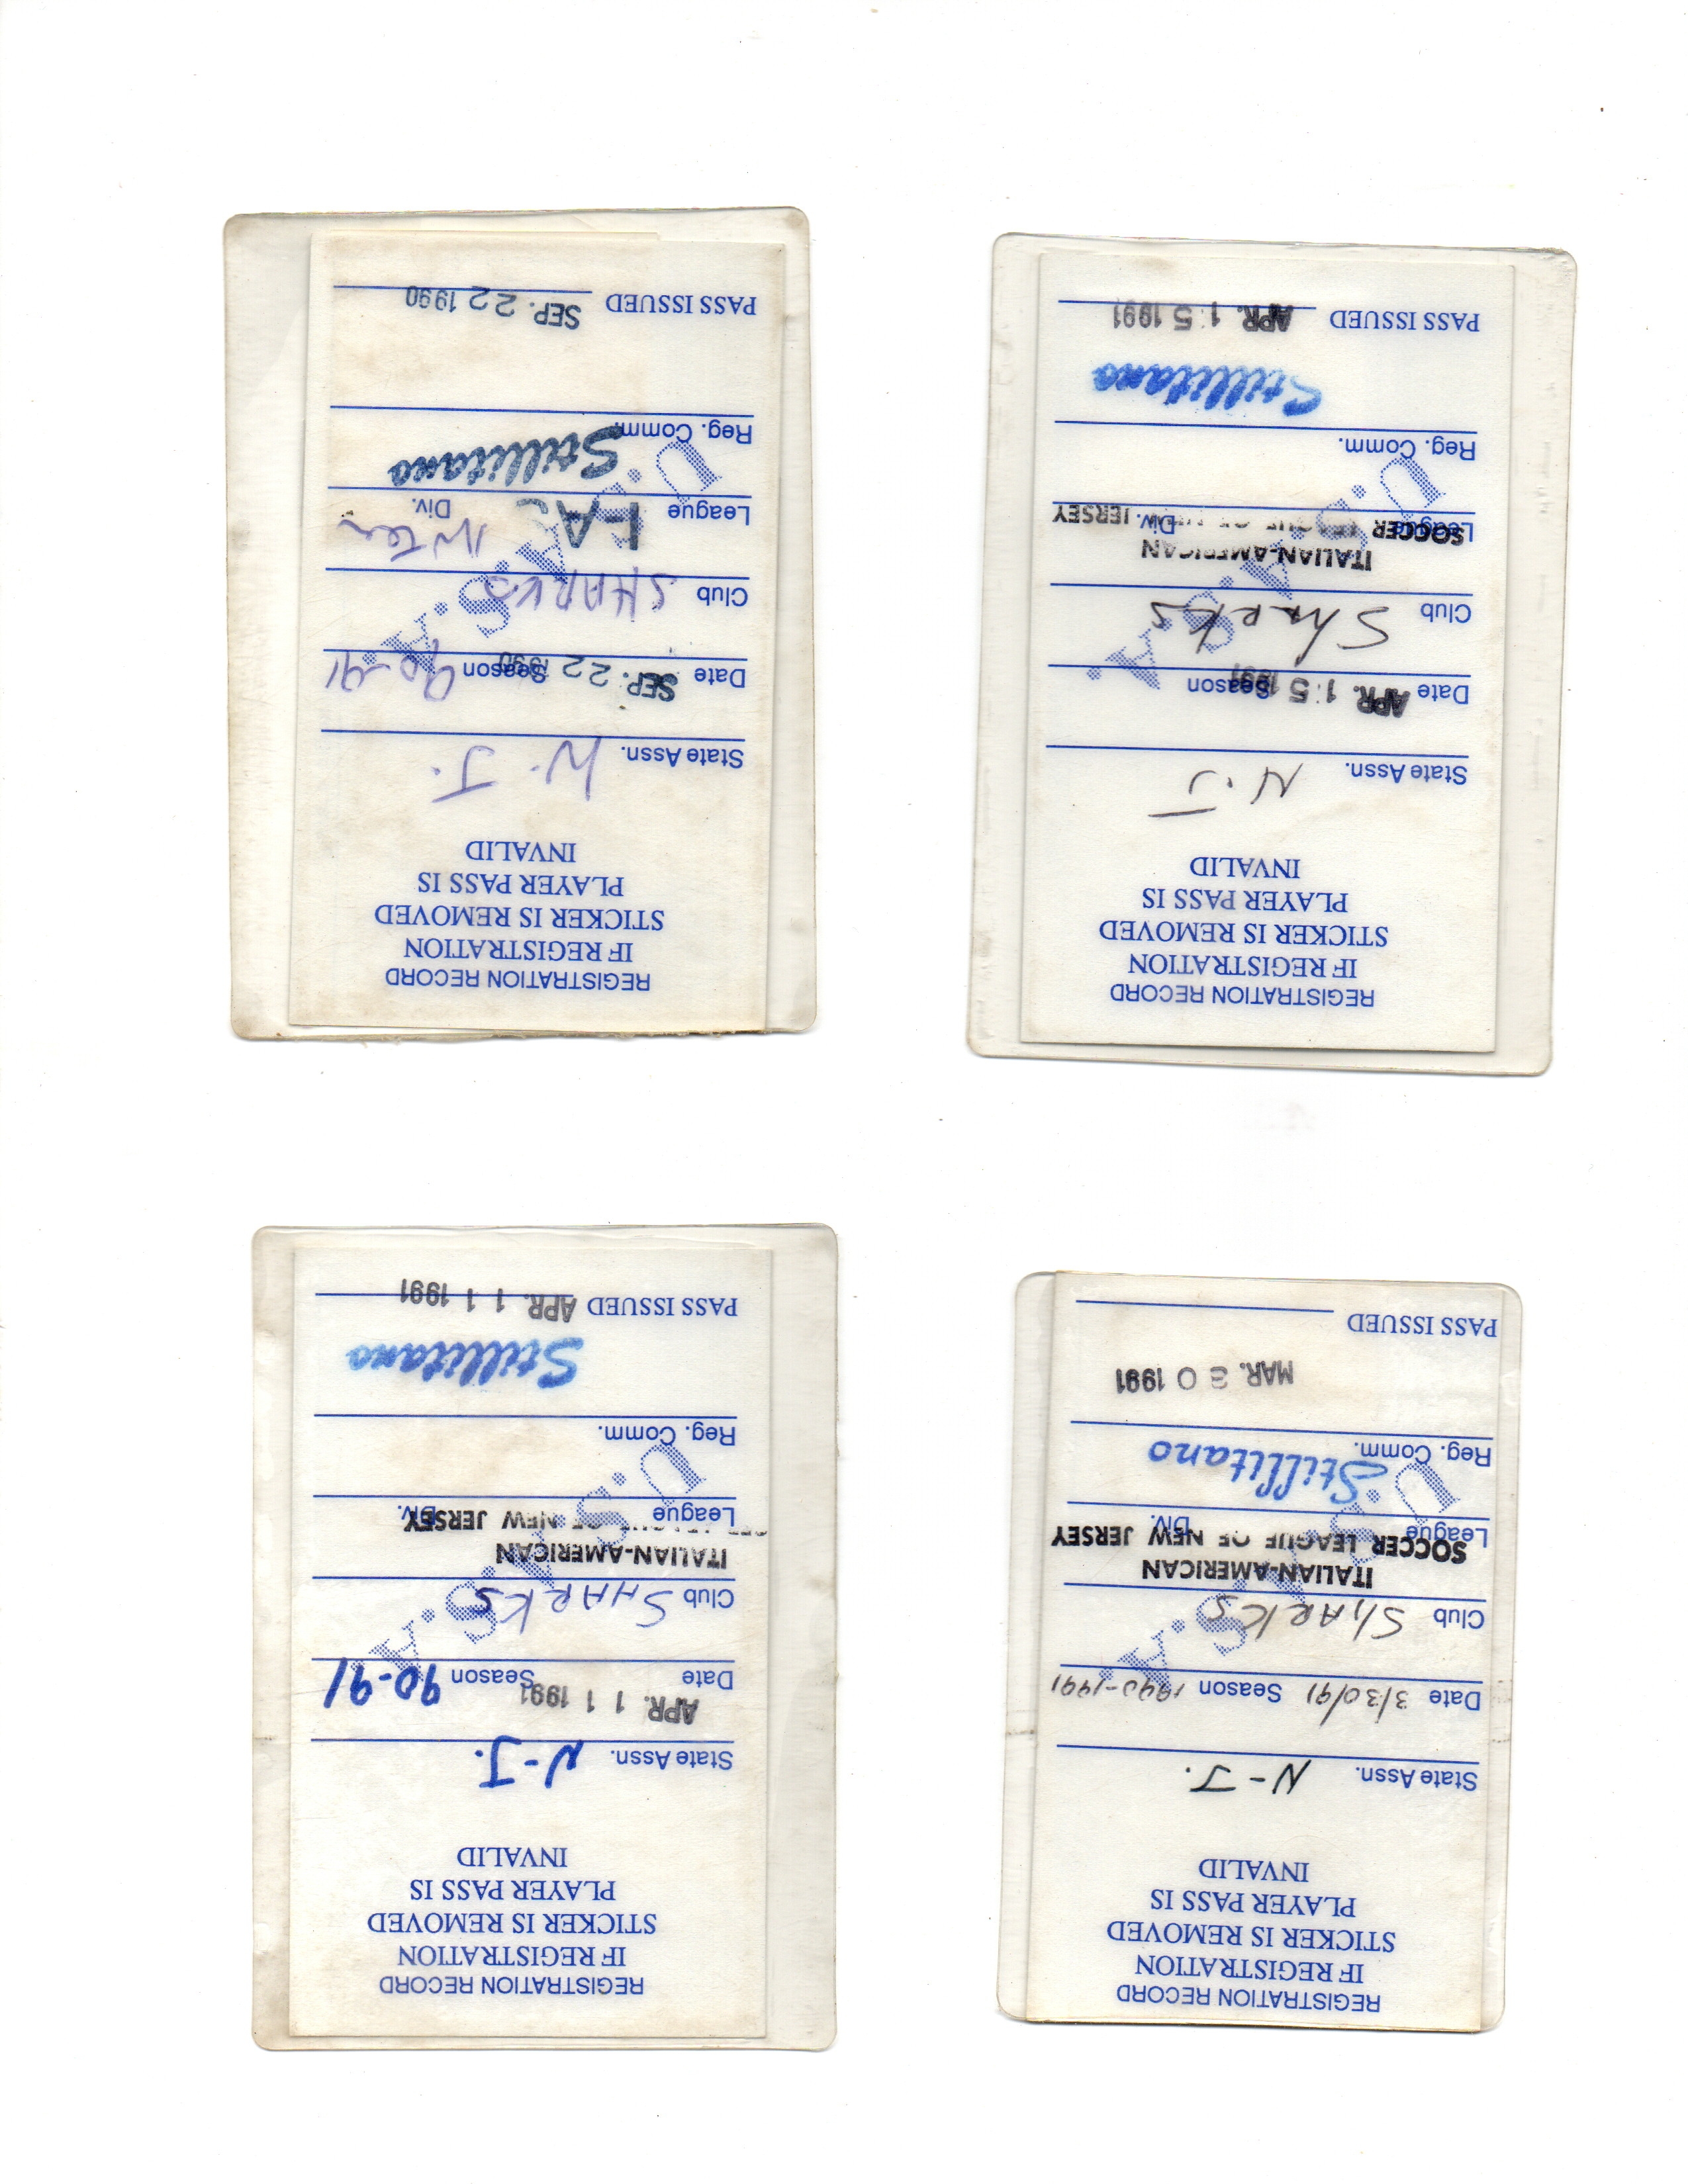 REGISTRATION RECORD
IF REGISTRATION
STICKER IS REMOVED
PLAYER PASS IS
INVALID
State Assn. N-J.
Date 3/30/91 Season 1990-1991
Club SHARKS
ITALIAN-AMERICAN
SOCCER LEAGUE OF NEW JERSEY
League Div.
Stillitano
Reg. Comm.
U.S.A.S.A.
MAR. 30 1991
PASS ISSUED
REGISTRATION RECORD
IF REGISTRATION
STICKER IS REMOVED
PLAYER PASS IS
INVALID
State Assn. N-J.
APR. 11 1991
Date Season 90-91
Club SHARKS
ITALIAN-AMERICAN
LEAGUE OF NEW JERSEY
League Div.
Reg. Comm.
U.S.A.S.A.
Stillitano
PASS ISSUED APR. 11 1991
REGISTRATION RECORD
IF REGISTRATION
STICKER IS REMOVED
PLAYER PASS IS
INVALID
State Assn. N.J
Date APR. 15 1991 Season
Club Sharks
ITALIAN-AMERICAN
SOCCER LEAGUE OF NEW JERSEY
League Div.
Reg. Comm.
U.S.A.S.A.
Stillitano
PASS ISSUED APR. 15 1991
REGISTRATION RECORD
IF REGISTRATION
STICKER IS REMOVED
PLAYER PASS IS
INVALID
State Assn. N.J.
Date SEP. 22 1990 Season 90-91
Club SHARKS
League Div.
Stillitano
Reg. Comm.
U.S.A.S.A.
PASS ISSUED SEP. 22 1990